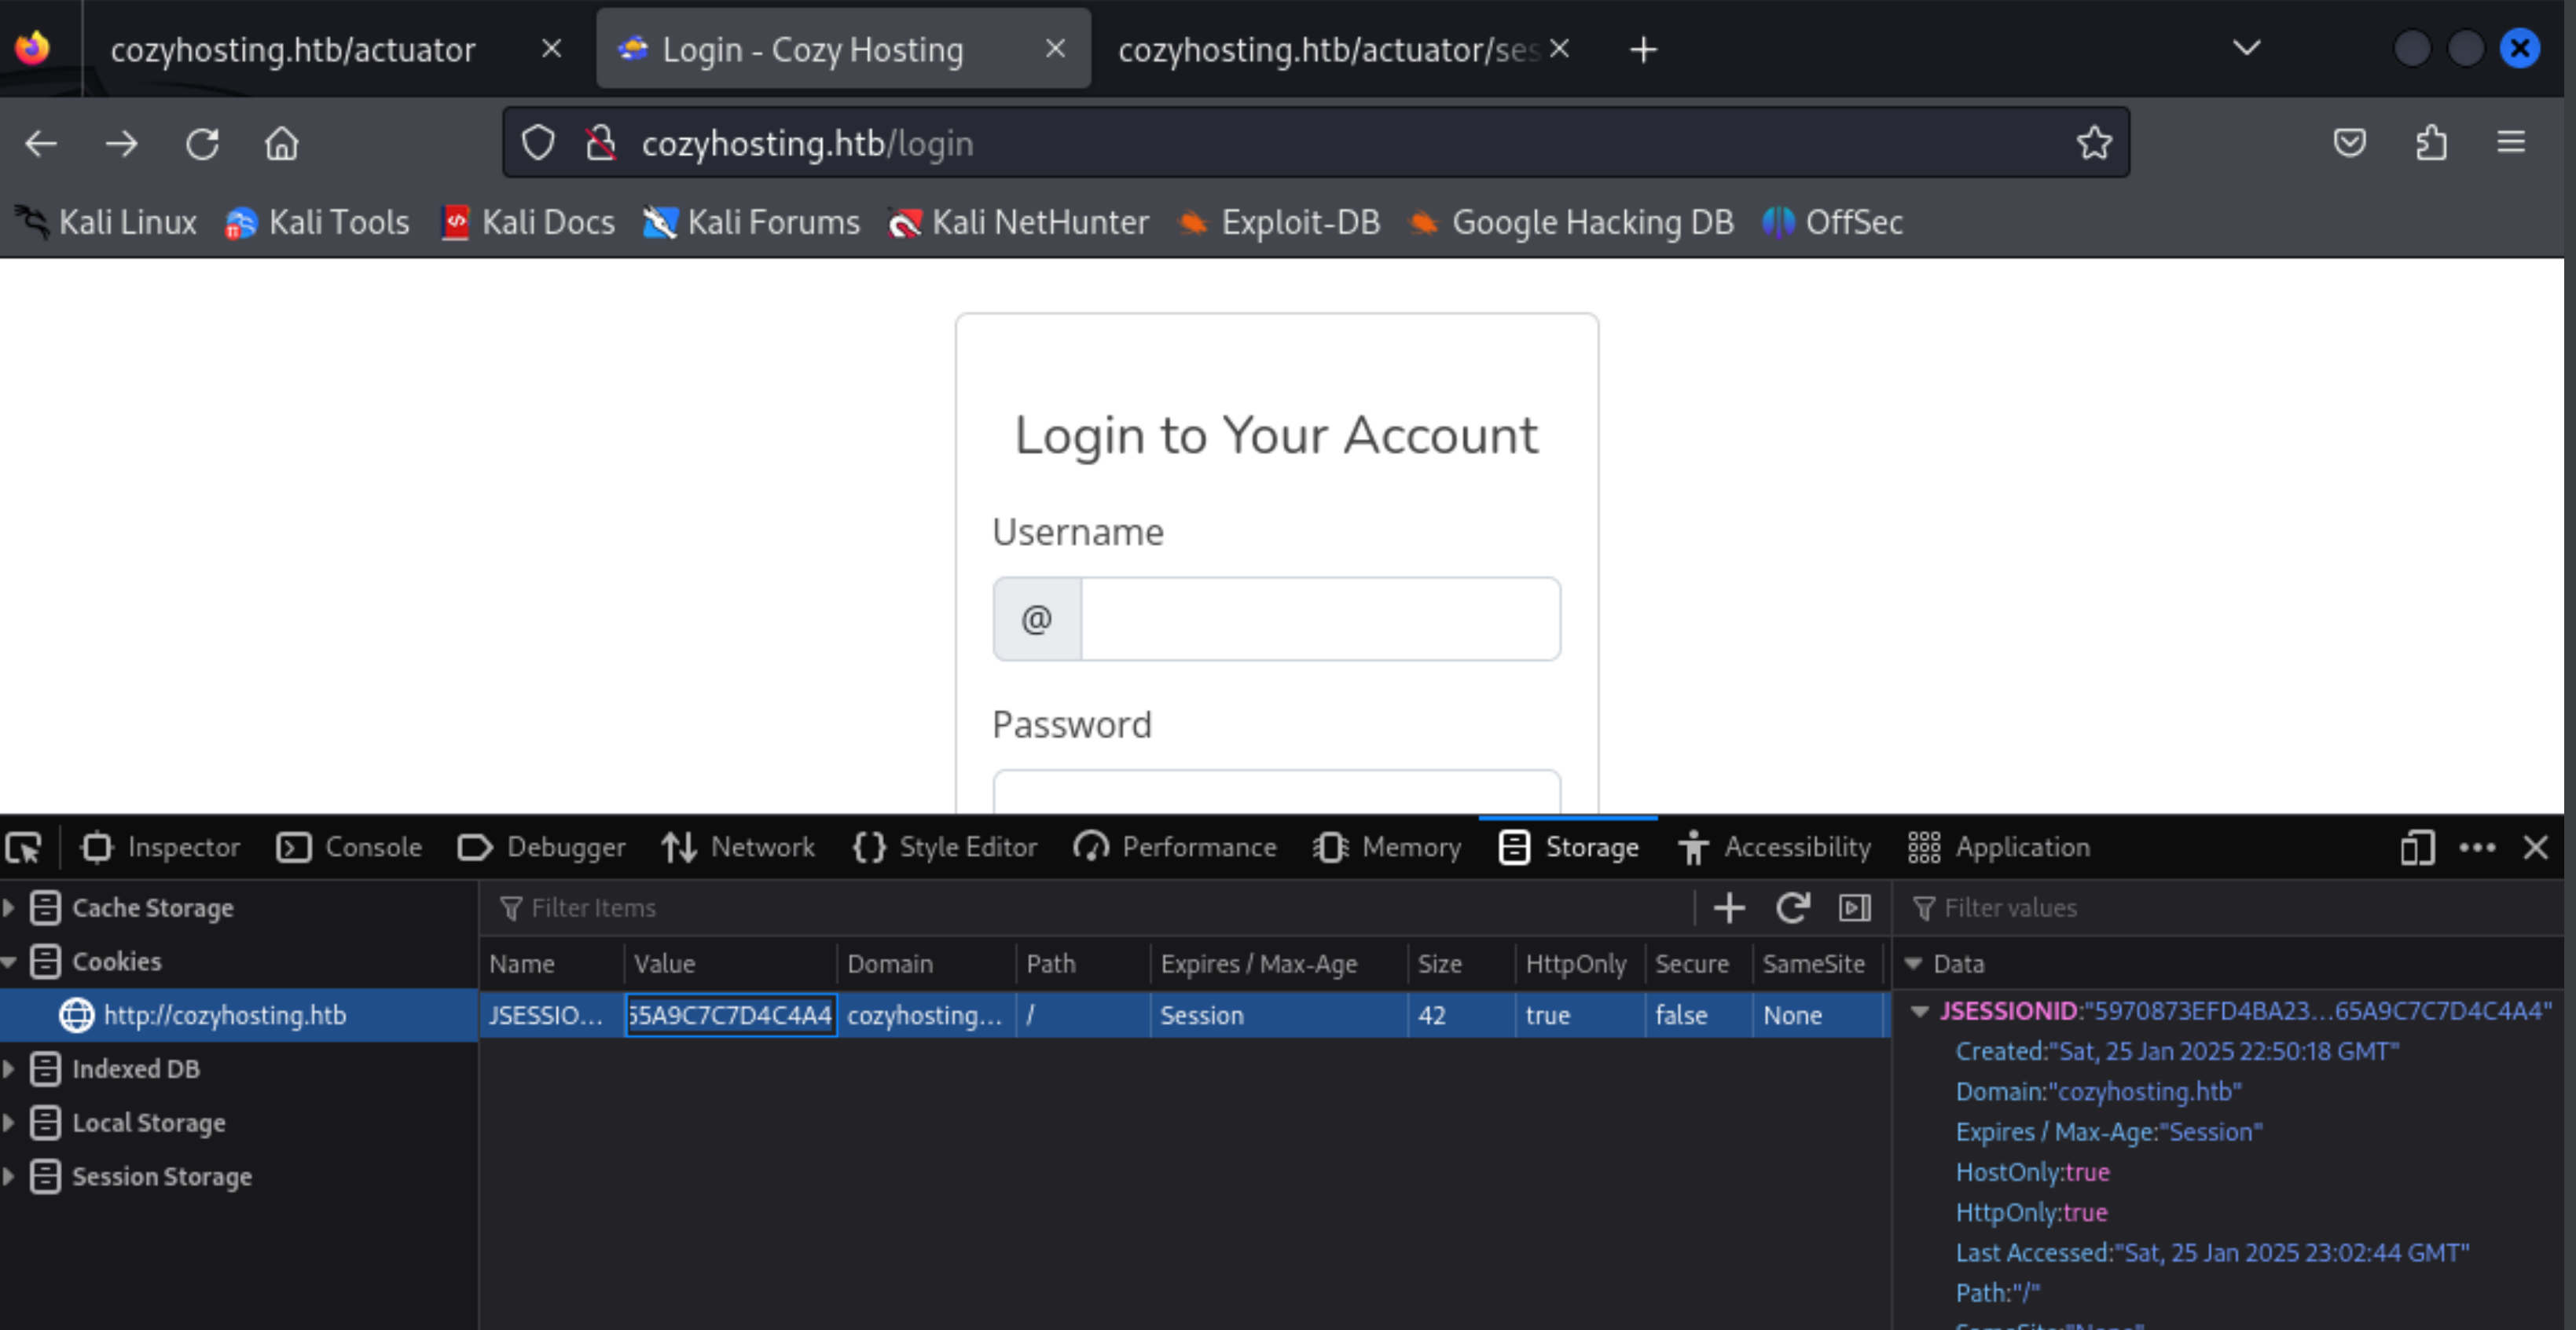 cozyhosting.htb/actuator
Login - Cozy Hosting
cozyhosting.htb/actuator/ses
cozyhosting.htb/login
Kali Linux Kali Tools Kali Docs Kali Forums Kali NetHunter Exploit-DB Google Hacking DB OffSec
Login to Your Account
Username
@
Password
Inspector Console Debugger Network Style Editor Performance Memory Storage Accessibility Application
Cache Storage
Cookies
http://cozyhosting.htb
Indexed DB
Local Storage
Session Storage
Filter Items
Name Value Domain Path Expires / Max-Age Size HttpOnly Secure SameSite
JSESSIO... 55A9C7C7D4C4A4 cozyhosting... / Session 42 true false None
Filter values
Data
JSESSIONID:"5970873EFD4BA23...65A9C7C7D4C4A4"
Created:"Sat, 25 Jan 2025 22:50:18 GMT"
Domain:"cozyhosting.htb"
Expires / Max-Age:"Session"
HostOnly:true
HttpOnly:true
Last Accessed:"Sat, 25 Jan 2025 23:02:44 GMT"
Path:"/"
SameSite:"None"